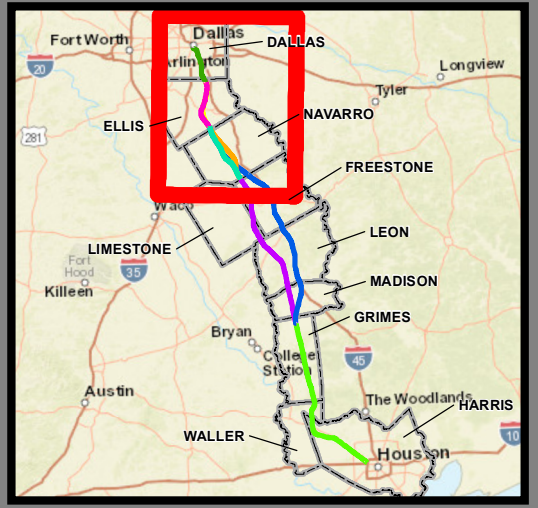 Dallas
Fort Worth
DALLAS
Arlington
20
Longview
Tyler
ELLIS
NAVARRO
281
FREESTONE
Waco
LIMESTONE
LEON
Fort
Hood
35
Killeen
MADISON
GRIMES
Bryan
College
Station
45
Austin
The Woodlands
HARRIS
WALLER
10
Houston